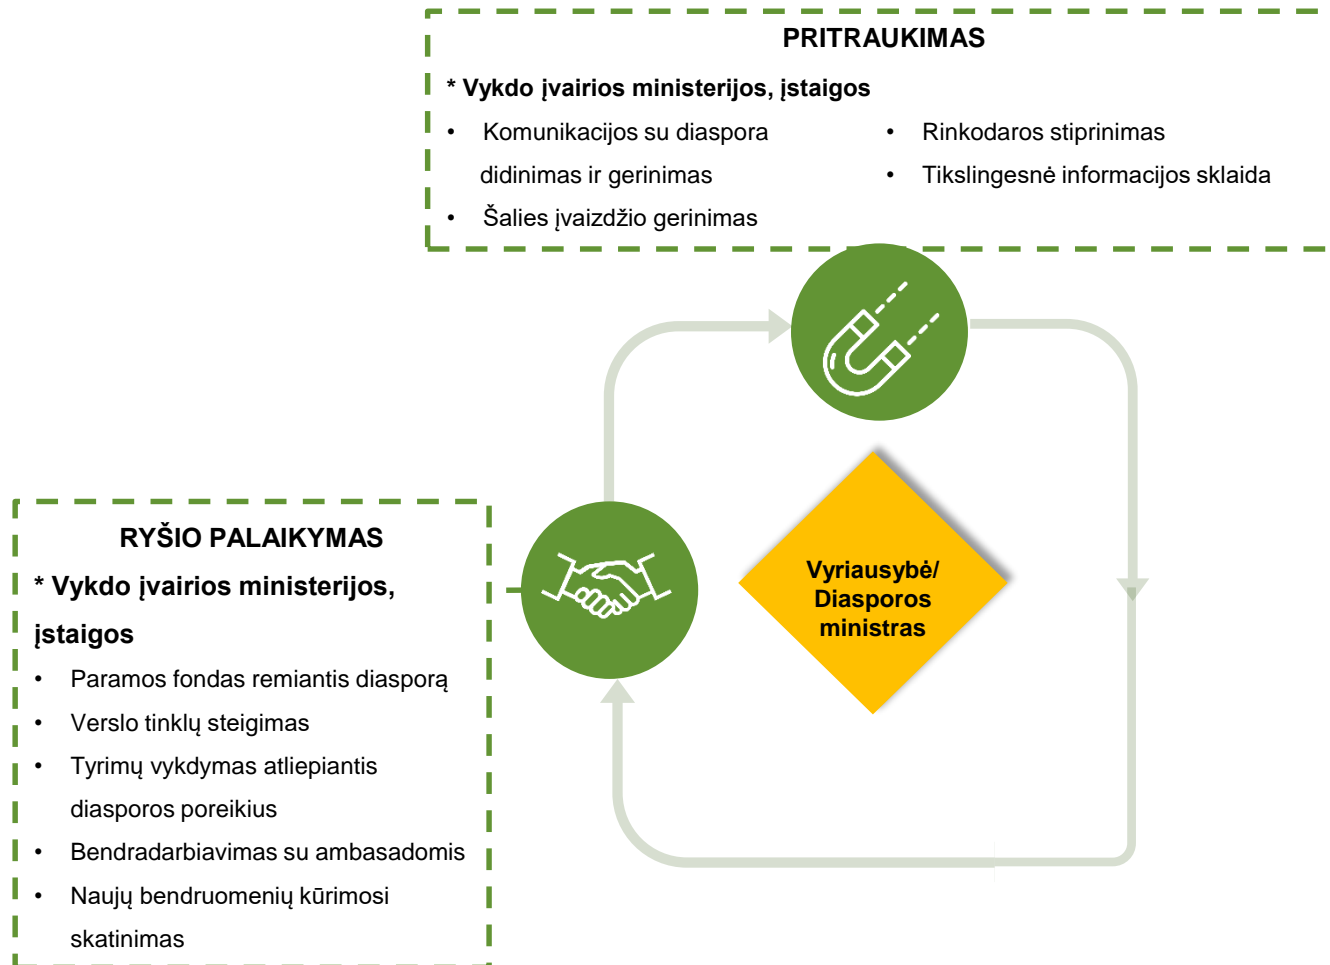 PRITRAUKIMAS
* Vykdo įvairios ministerijos, įstaigos
• Komunikacijos su diaspora
didinimas ir gerinimas
• Šalies įvaizdžio gerinimas
• Rinkodaros stiprinimas
• Tikslingesnė informacijos sklaida
RYŠIO PALAIKYMAS
* Vykdo įvairios ministerijos,
įstaigos
• Paramos fondas remiantis diasporą
• Verslo tinklų steigimas
• Tyrimų vykdymas atliepiantis
diasporos poreikius
• Bendradarbiavimas su ambasadomis
• Naujų bendruomenių kūrimosi
skatinimas
Vyriausybė/
Diasporos
ministras